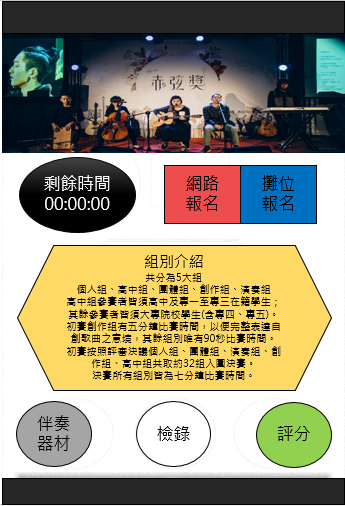 赤弦獎
剩餘時間
00:00:00
網路
報名
攤位
報名
組別介紹
共分為5大組
個人組、高中組、團體組、創作組、演奏組
高中組參賽者皆須高中及專一至專三在籍學生；
其餘參賽者皆須大專院校學生(含專四、專五)。
初賽創作組有五分鐘比賽時間，以便完整表達自
創歌曲之意境，其餘組別唯有90秒比賽時間。
初賽按照評審決議個人組、團體組、演奏組、創
作組、高中組共取約32組入圍決賽。
決賽所有組別皆為七分鐘比賽時間。
伴奏
器材
檢錄
評分